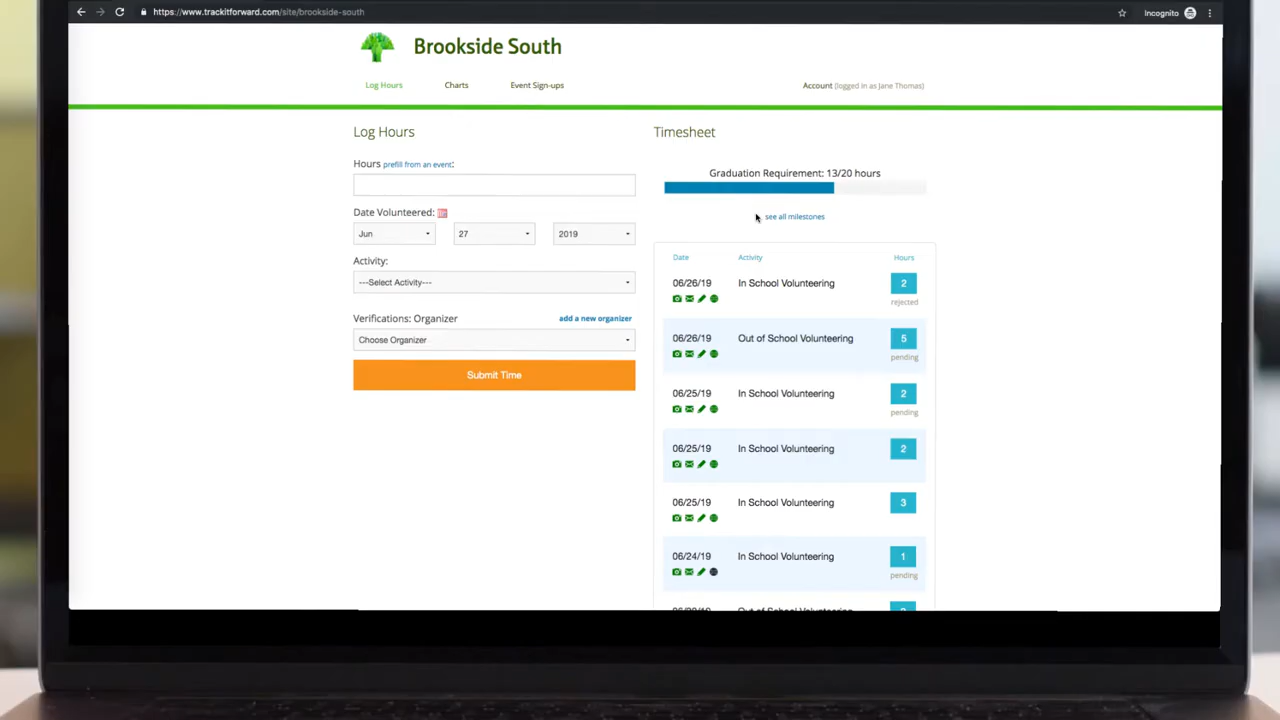 https://www.trackitforward.com/site/brookside-south
Incognito
Brookside South
Log Hours
Charts
Event Sign-ups
Account (logged in as Jane Thomas)
Log Hours
Hours prefill from an event:
Date Volunteered:
Jun
27
2019
Activity:
---Select Activity---
Verifications: Organizer
add a new organizer
Choose Organizer
Submit Time
Timesheet
Graduation Requirement: 13/20 hours
see all milestones
Date Activity Hours
06/26/19 In School Volunteering 2
rejected
06/26/19 Out of School Volunteering 5
pending
06/25/19 In School Volunteering 2
pending
06/25/19 In School Volunteering 2
06/25/19 In School Volunteering 3
06/24/19 In School Volunteering 1
pending
Out of School Volunteering